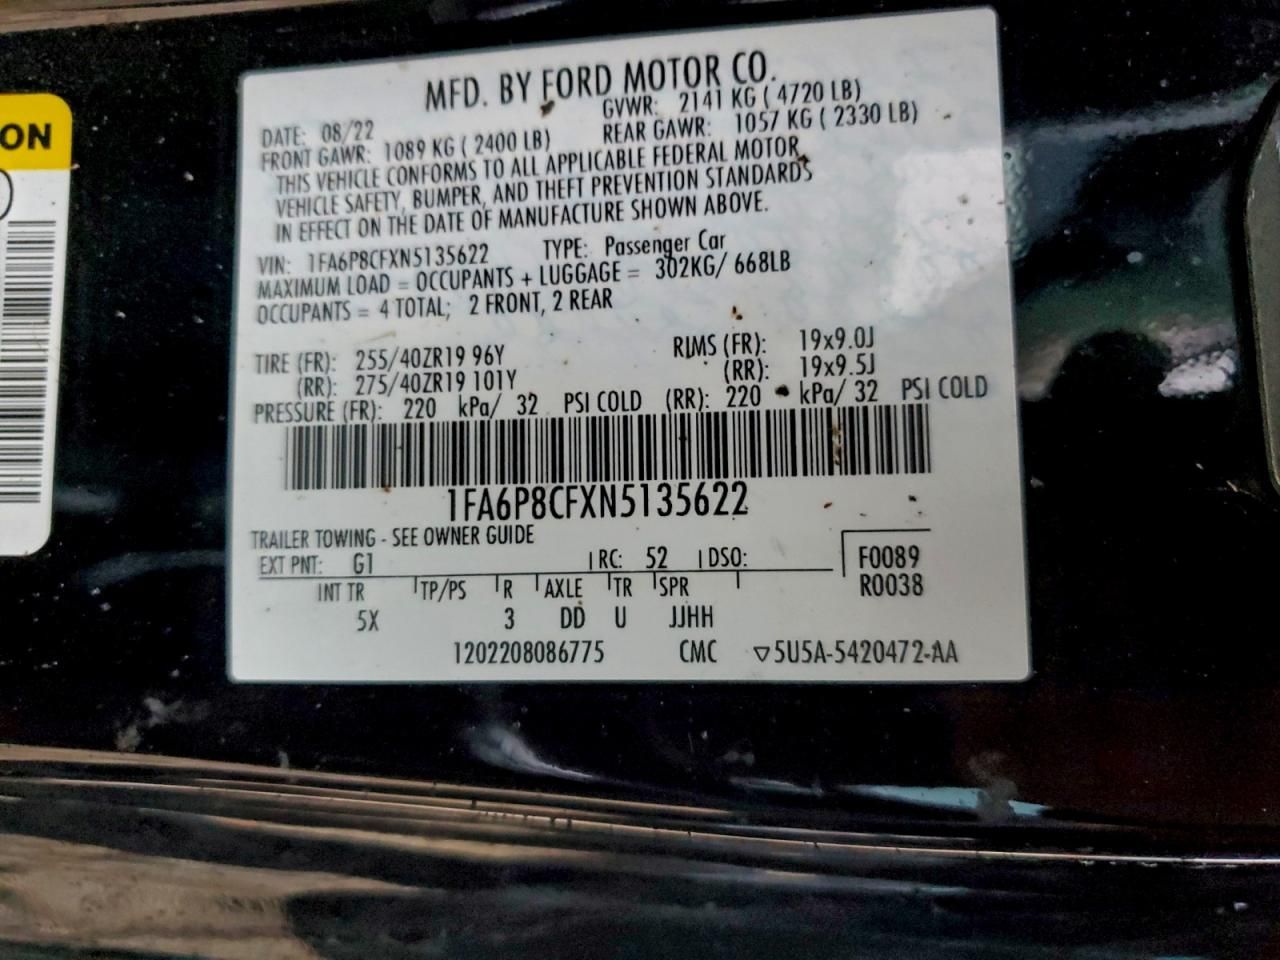 ON
MFD. BY FORD MOTOR CO.
DATE: 08/22 GVWR: 2141 KG ( 4720 LB)
FRONT GAWR: 1089 KG ( 2400 LB) REAR GAWR: 1057 KG ( 2330 LB)
THIS VEHICLE CONFORMS TO ALL APPLICABLE FEDERAL MOTOR
VEHICLE SAFETY, BUMPER, AND THEFT PREVENTION STANDARDS
IN EFFECT ON THE DATE OF MANUFACTURE SHOWN ABOVE.
VIN: 1FA6P8CFXN5135622 TYPE: Passenger Car
MAXIMUM LOAD = OCCUPANTS + LUGGAGE = 302KG/ 668LB
OCCUPANTS = 4 TOTAL; 2 FRONT, 2 REAR
TIRE (FR): 255/40ZR19 96Y RIMS (FR): 19x9.0J
(RR): 275/40ZR19 101Y (RR): 19x9.5J
PRESSURE (FR): 220 kPa/ 32 PSI COLD (RR): 220 kPa/ 32 PSI COLD
1FA6P8CFXN5135622
TRAILER TOWING - SEE OWNER GUIDE
EXT PNT: G1 RC: 52 DSO: F0089
R0038
INT TR TP/PS R AXLE TR SPR
5X 3 DD U JJHH
1202208086775 CMC ▽5U5A-5420472-AA